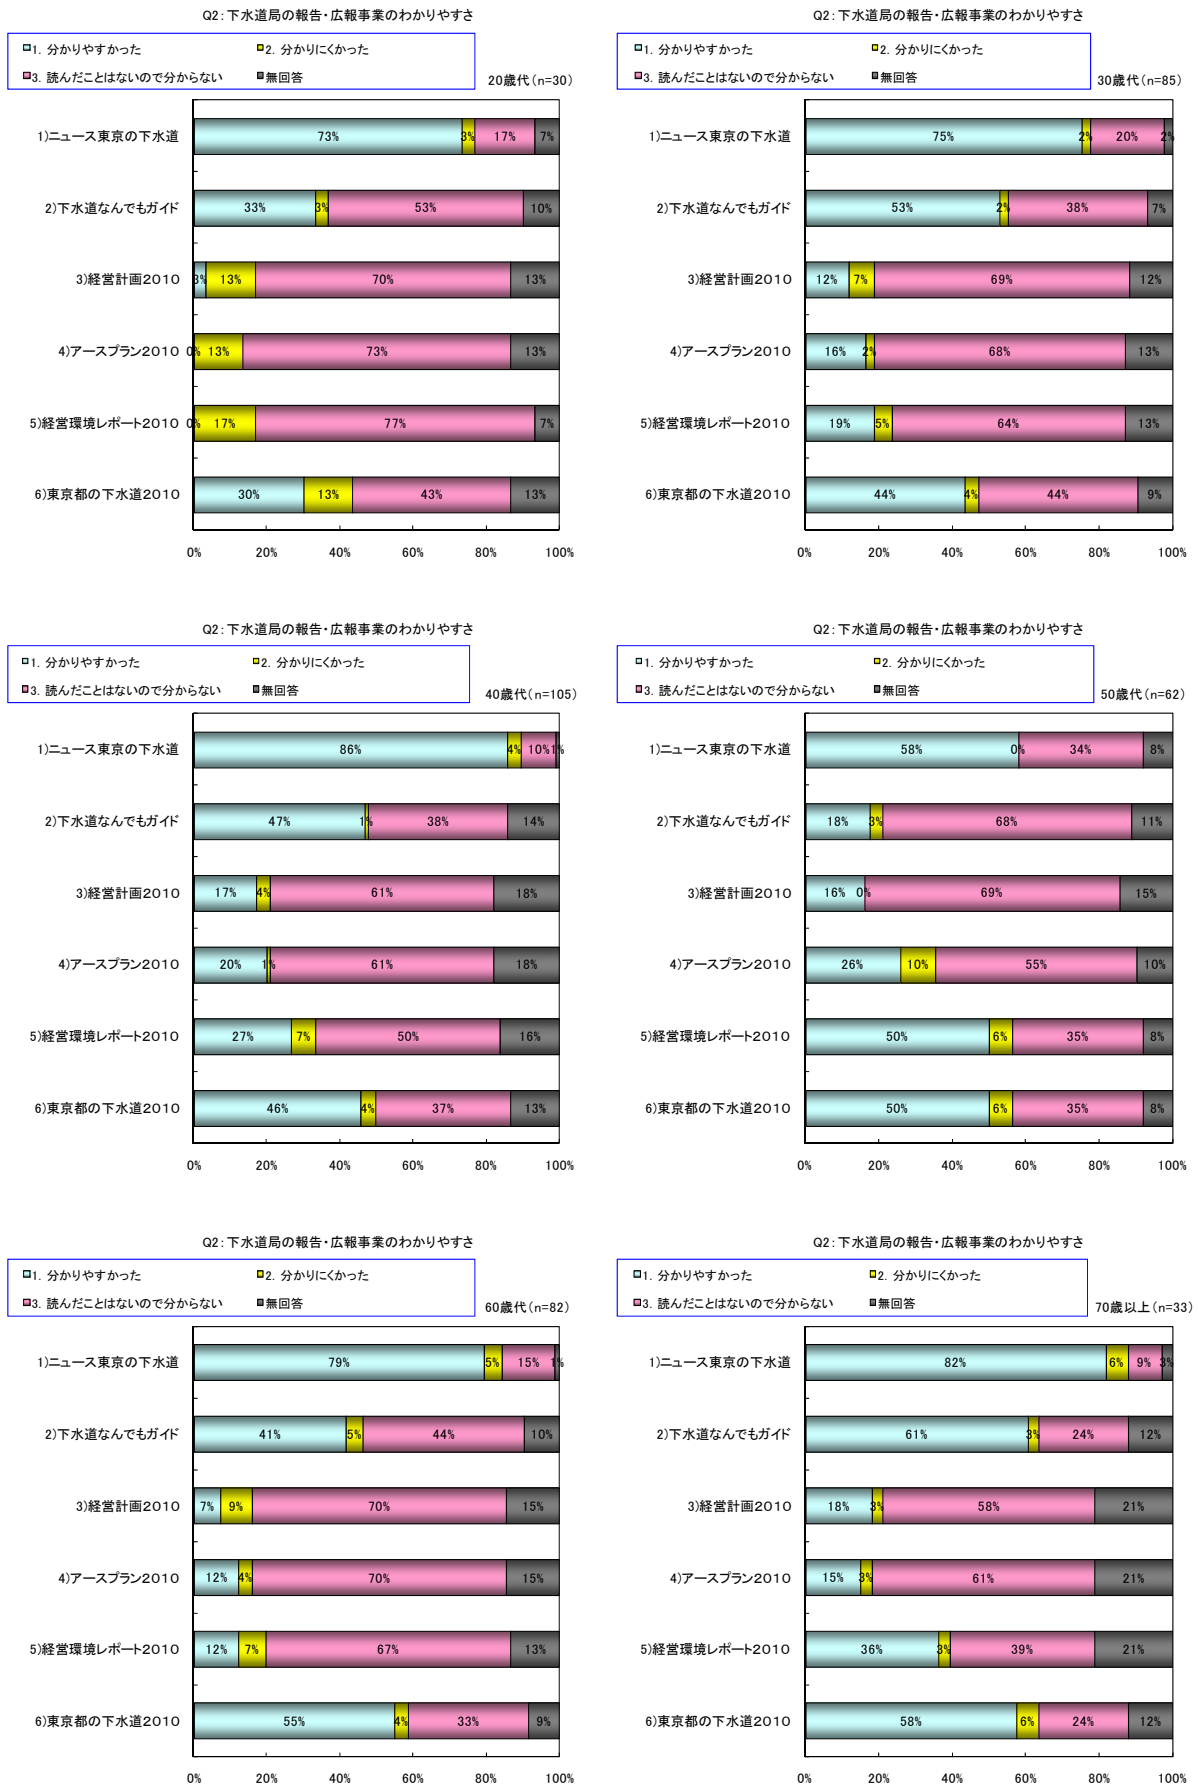 Q2：下水道局の報告・広報事業のわかりやすさ
1．分かりやすかった 2．分かりにくかった
3．読んだことはないので分からない 無回答
20歳代（n=30）
1)ニュース東京の下水道 73% 3% 17% 7%
2)下水道なんでもガイド 33% 3% 53% 10%
3)経営計画2010 3% 13% 70% 13%
4)アースプラン2010 0% 13% 73% 13%
5)経営環境レポート2010 0% 17% 77% 7%
6)東京都の下水道2010 30% 13% 43% 13%
0% 20% 40% 60% 80% 100%
Q2：下水道局の報告・広報事業のわかりやすさ
1．分かりやすかった 2．分かりにくかった
3．読んだことはないので分からない 無回答
30歳代（n=85）
1)ニュース東京の下水道 75% 2% 20% 2%
2)下水道なんでもガイド 53% 2% 38% 7%
3)経営計画2010 12% 7% 69% 12%
4)アースプラン2010 16% 2% 68% 13%
5)経営環境レポート2010 19% 5% 64% 13%
6)東京都の下水道2010 44% 4% 44% 9%
0% 20% 40% 60% 80% 100%
Q2：下水道局の報告・広報事業のわかりやすさ
1．分かりやすかった 2．分かりにくかった
3．読んだことはないので分からない 無回答
40歳代（n=105）
1)ニュース東京の下水道 86% 4% 10% 1%
2)下水道なんでもガイド 47% 1% 38% 14%
3)経営計画2010 17% 4% 61% 18%
4)アースプラン2010 20% 1% 61% 18%
5)経営環境レポート2010 27% 7% 50% 16%
6)東京都の下水道2010 46% 4% 37% 13%
0% 20% 40% 60% 80% 100%
Q2：下水道局の報告・広報事業のわかりやすさ
1．分かりやすかった 2．分かりにくかった
3．読んだことはないので分からない 無回答
50歳代（n=62）
1)ニュース東京の下水道 58% 0% 34% 8%
2)下水道なんでもガイド 18% 3% 68% 11%
3)経営計画2010 16% 0% 69% 15%
4)アースプラン2010 26% 10% 55% 10%
5)経営環境レポート2010 50% 6% 35% 8%
6)東京都の下水道2010 50% 6% 35% 8%
0% 20% 40% 60% 80% 100%
Q2：下水道局の報告・広報事業のわかりやすさ
1．分かりやすかった 2．分かりにくかった
3．読んだことはないので分からない 無回答
60歳代（n=82）
1)ニュース東京の下水道 79% 5% 15% 1%
2)下水道なんでもガイド 41% 5% 44% 10%
3)経営計画2010 7% 9% 70% 15%
4)アースプラン2010 12% 4% 70% 15%
5)経営環境レポート2010 12% 7% 67% 13%
6)東京都の下水道2010 55% 4% 33% 9%
0% 20% 40% 60% 80% 100%
Q2：下水道局の報告・広報事業のわかりやすさ
1．分かりやすかった 2．分かりにくかった
3．読んだことはないので分からない 無回答
70歳以上（n=33）
1)ニュース東京の下水道 82% 6% 9% 3%
2)下水道なんでもガイド 61% 3% 24% 12%
3)経営計画2010 18% 3% 58% 21%
4)アースプラン2010 15% 3% 61% 21%
5)経営環境レポート2010 36% 3% 39% 21%
6)東京都の下水道2010 58% 6% 24% 12%
0% 20% 40% 60% 80% 100%